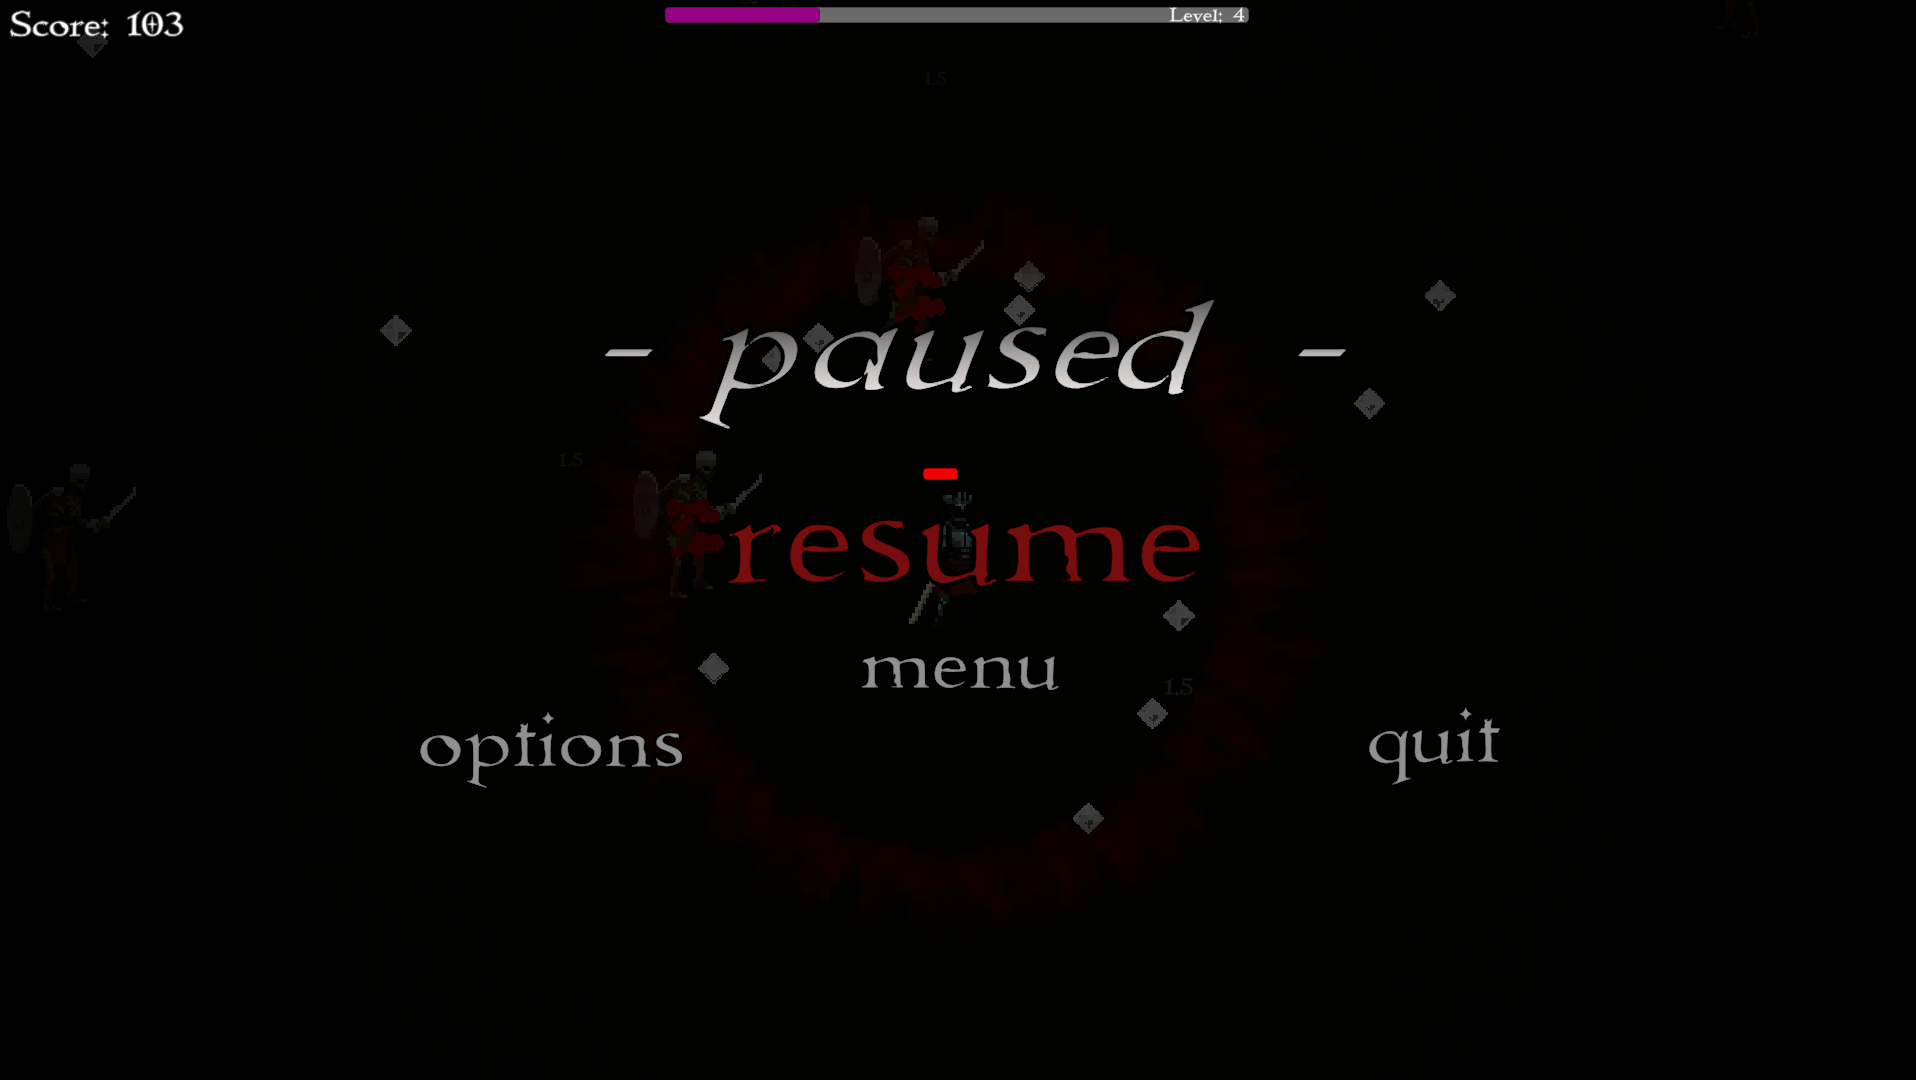 Score: 103
Level: 4
1.5
- paused -
1.5
resume
menu
1.5
options
quit